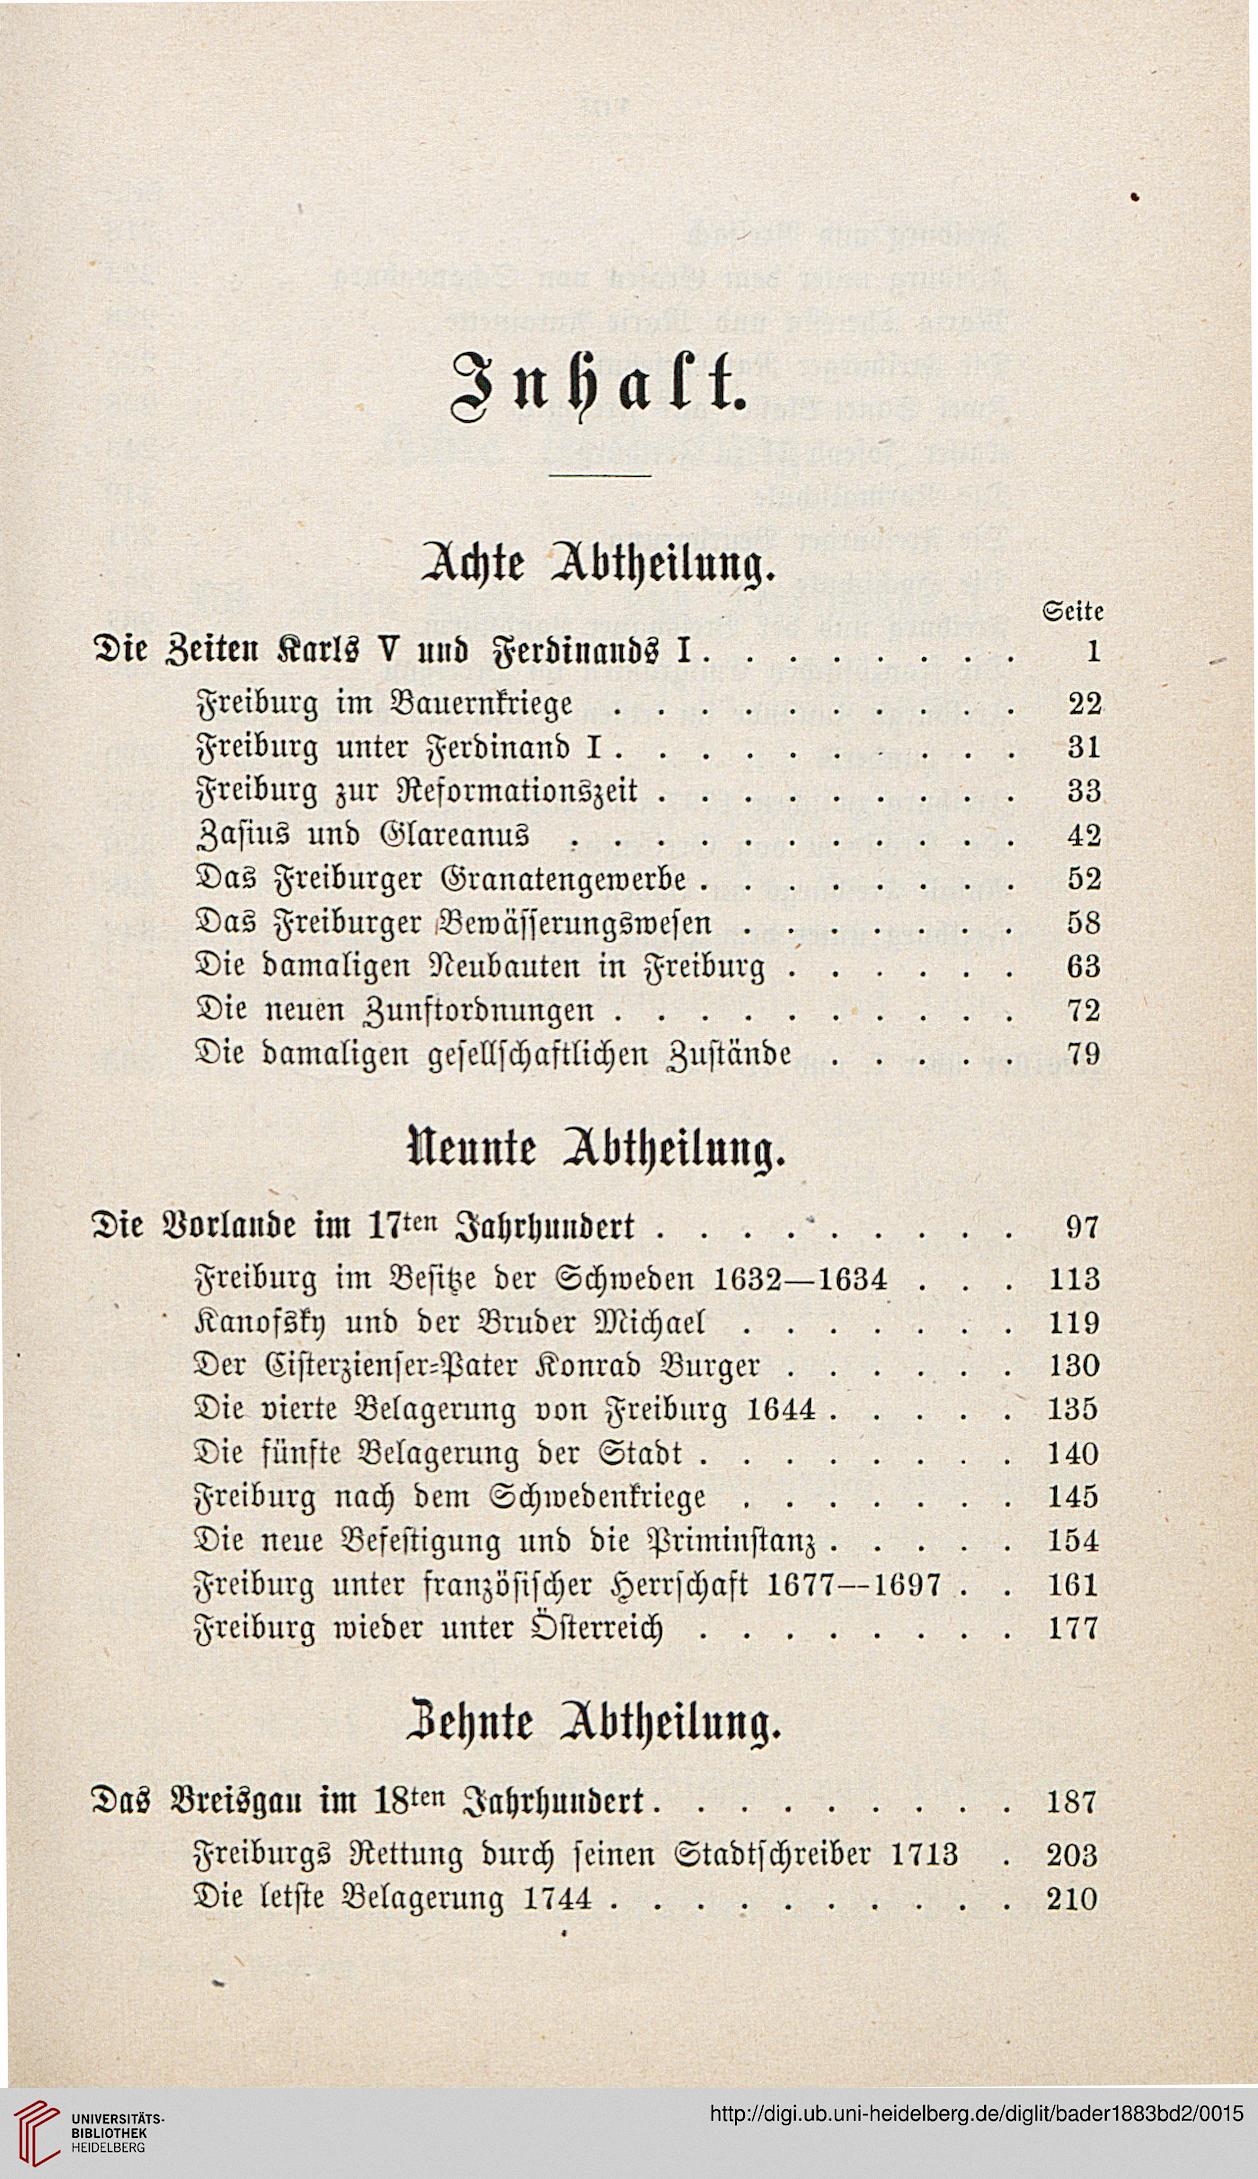 Inhalt.
Achte Abtheilung.
Seite
Die Zeiten Karls V und Ferdinands I . . . . . . . . 1
Freiburg im Bauernkriege . . . . . . . . . . 22
Freiburg unter Ferdinand I . . . . . . . . . . 31
Freiburg zur Reformationszeit . . . . . . . . . 33
Zasius und Glareanus . . . . . . . . . . . 42
Das Freiburger Granatengewerbe . . . . . . . . 52
Das Freiburger Bewässerungswesen . . . . . . . 58
Die damaligen Neubauten in Freiburg . . . . . . 63
Die neuen Zunftordnungen . . . . . . . . . . 72
Die damaligen gesellschaftlichen Zustände . . . . . 79
Neunte Abtheilung.
Die Vorlande im 17ten Jahrhundert . . . . . . . . . 97
Freiburg im Besitze der Schweden 1632—1634 . . . 113
Kanofsky und der Bruder Michael . . . . . . . 119
Der Cisterzienser-Pater Konrad Burger . . . . . . 130
Die vierte Belagerung von Freiburg 1644 . . . . . 135
Die fünfte Belagerung der Stadt . . . . . . . . 140
Freiburg nach dem Schwedenkriege . . . . . . . 145
Die neue Befestigung und die Priminstanz . . . . . 154
Freiburg unter französischer Herrschaft 1677—1697 . . 161
Freiburg wieder unter Österreich . . . . . . . . 177
Zehnte Abtheilung.
Das Breisgau im 18ten Jahrhundert . . . . . . . . . 187
Freiburgs Rettung durch seinen Stadtschreiber 1713 . 203
Die letste Belagerung 1744 . . . . . . . . . . 210
UNIVERSITÄTS-
BIBLIOTHEK
HEIDELBERG
http://digi.ub.uni-heidelberg.de/diglit/bader1883bd2/0015